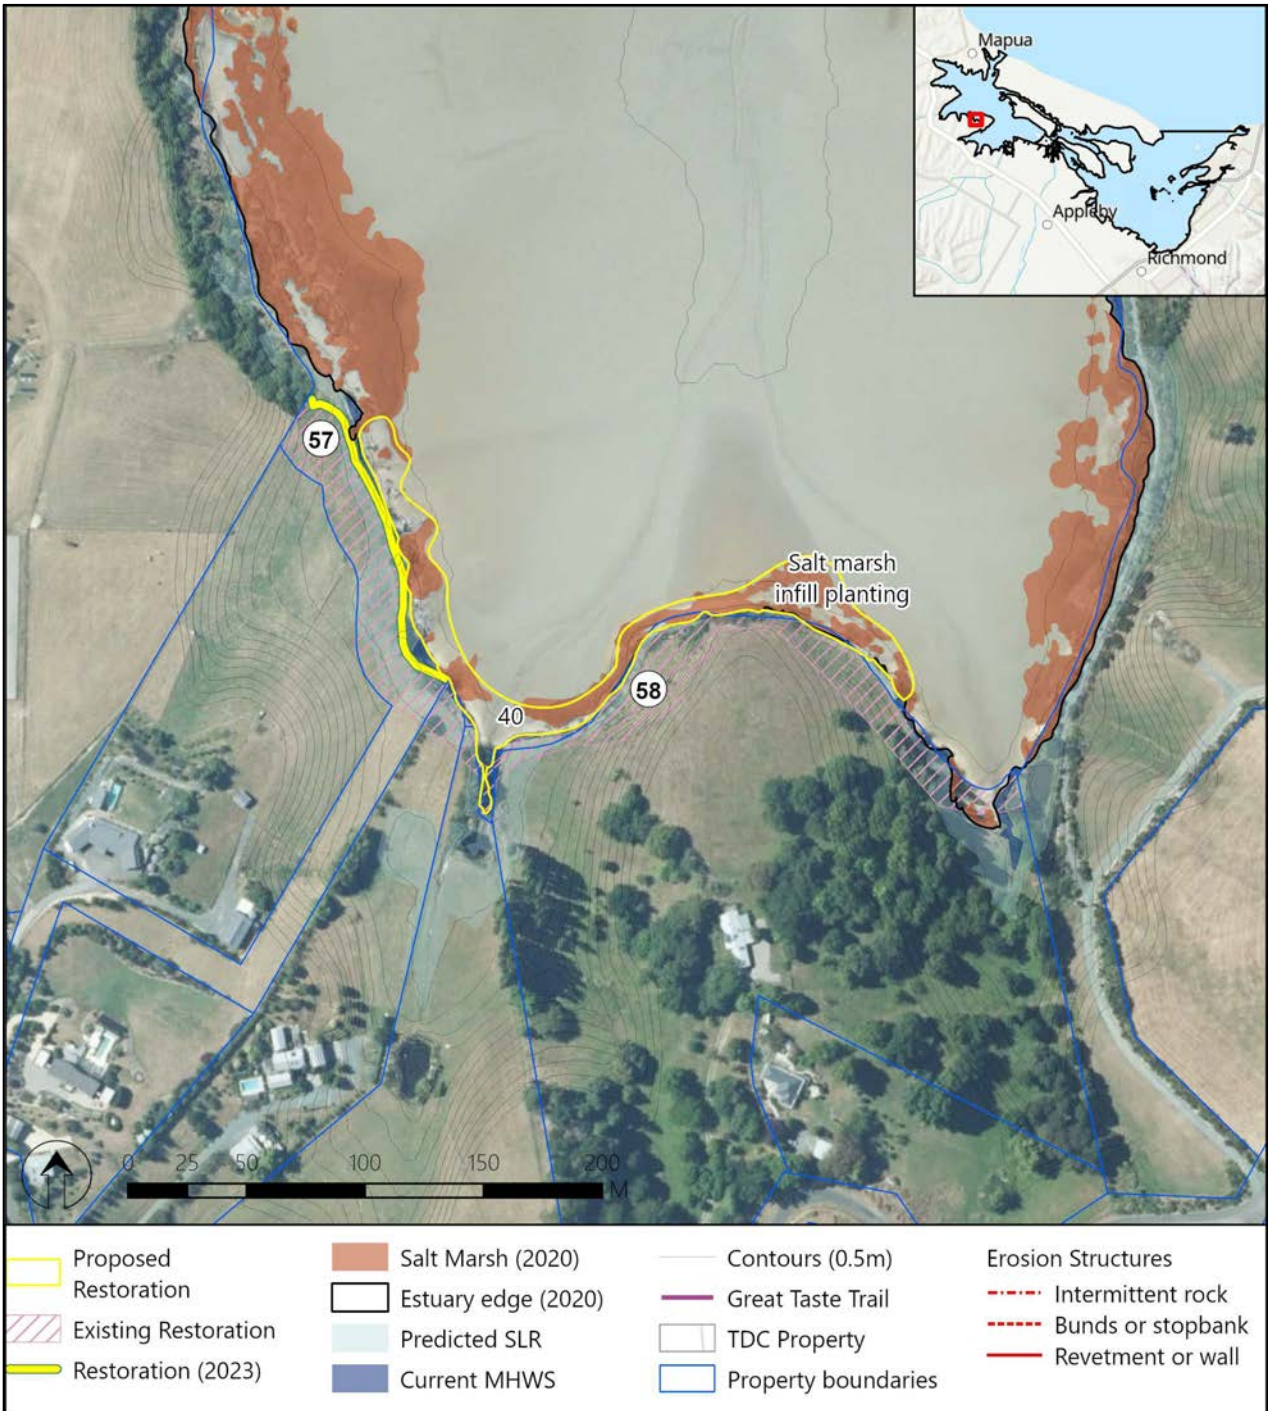 Mapua
Appleby
Richmond
57
Salt marsh
infill planting
58
40
0 25 50 100 150 200
M
Proposed
Restoration
Existing Restoration
Restoration (2023)
Salt Marsh (2020)
Estuary edge (2020)
Predicted SLR
Current MHWS
Contours (0.5m)
Great Taste Trail
TDC Property
Property boundaries
Erosion Structures
Intermittent rock
Bunds or stopbank
Revetment or wall